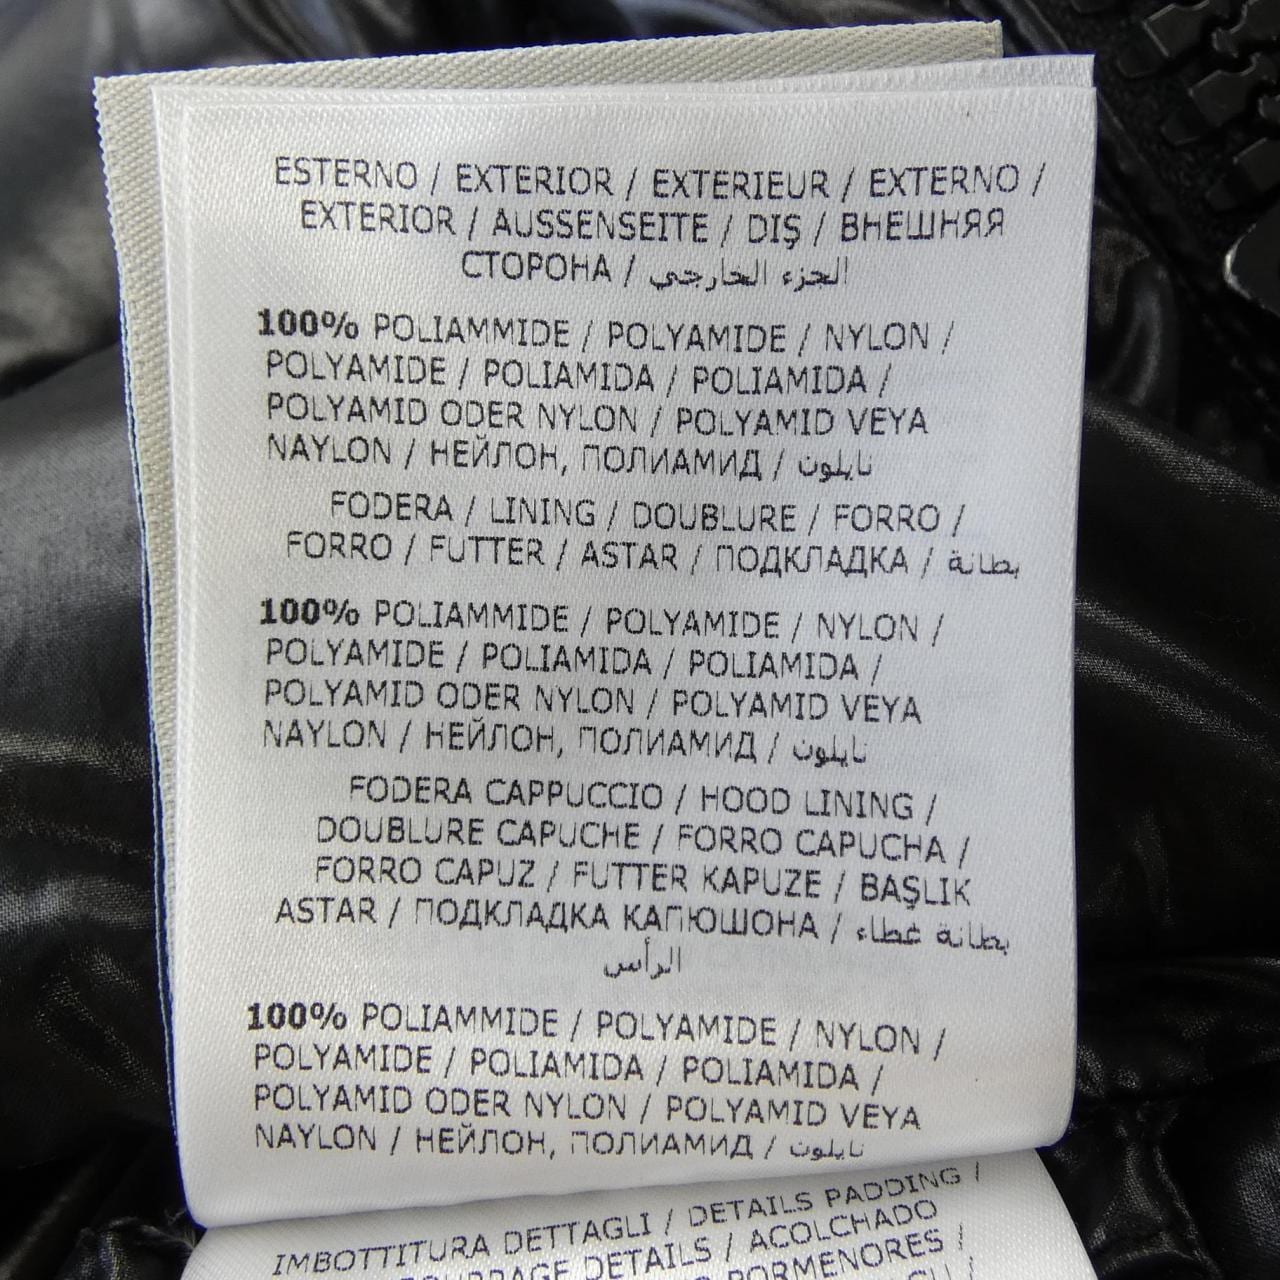 ESTERNO / EXTERIOR / EXTERIEUR / EXTERNO /
EXTERIOR / AUSSENSEITE / DIŞ / ВНЕШНЯЯ
СТОРОНА / الجزء الخارجي
100% POLIAMMIDE / POLYAMIDE / NYLON /
POLYAMIDE / POLIAMIDA / POLIAMIDA /
POLYAMID ODER NYLON / POLYAMID VEYA
NAYLON / НЕЙЛОН, ПОЛИАМИД / نايلون
FODERA / LINING / DOUBLURE / FORRO /
FORRO / FUTTER / ASTAR / ПОДКЛАДКА / بطانة
100% POLIAMMIDE / POLYAMIDE / NYLON /
POLYAMIDE / POLIAMIDA / POLIAMIDA /
POLYAMID ODER NYLON / POLYAMID VEYA
NAYLON / НЕЙЛОН, ПОЛИАМИД / نايلون
FODERA CAPPUCCIO / HOOD LINING /
DOUBLURE CAPUCHE / FORRO CAPUCHA /
FORRO CAPUZ / FUTTER KAPUZE / BAŞLIK
ASTAR / ПОДКЛАДКА КАПЮШОНА / بطانة غطاء
الرأس
100% POLIAMMIDE / POLYAMIDE / NYLON /
POLYAMIDE / POLIAMIDA / POLIAMIDA /
POLYAMID ODER NYLON / POLYAMID VEYA
NAYLON / НЕЙЛОН, ПОЛИАМИД / نايلون
IMBOTTITURA DETTAGLI / DETAILS PADDING /
DETAILS / ACOLCHADO
PORMENORES /